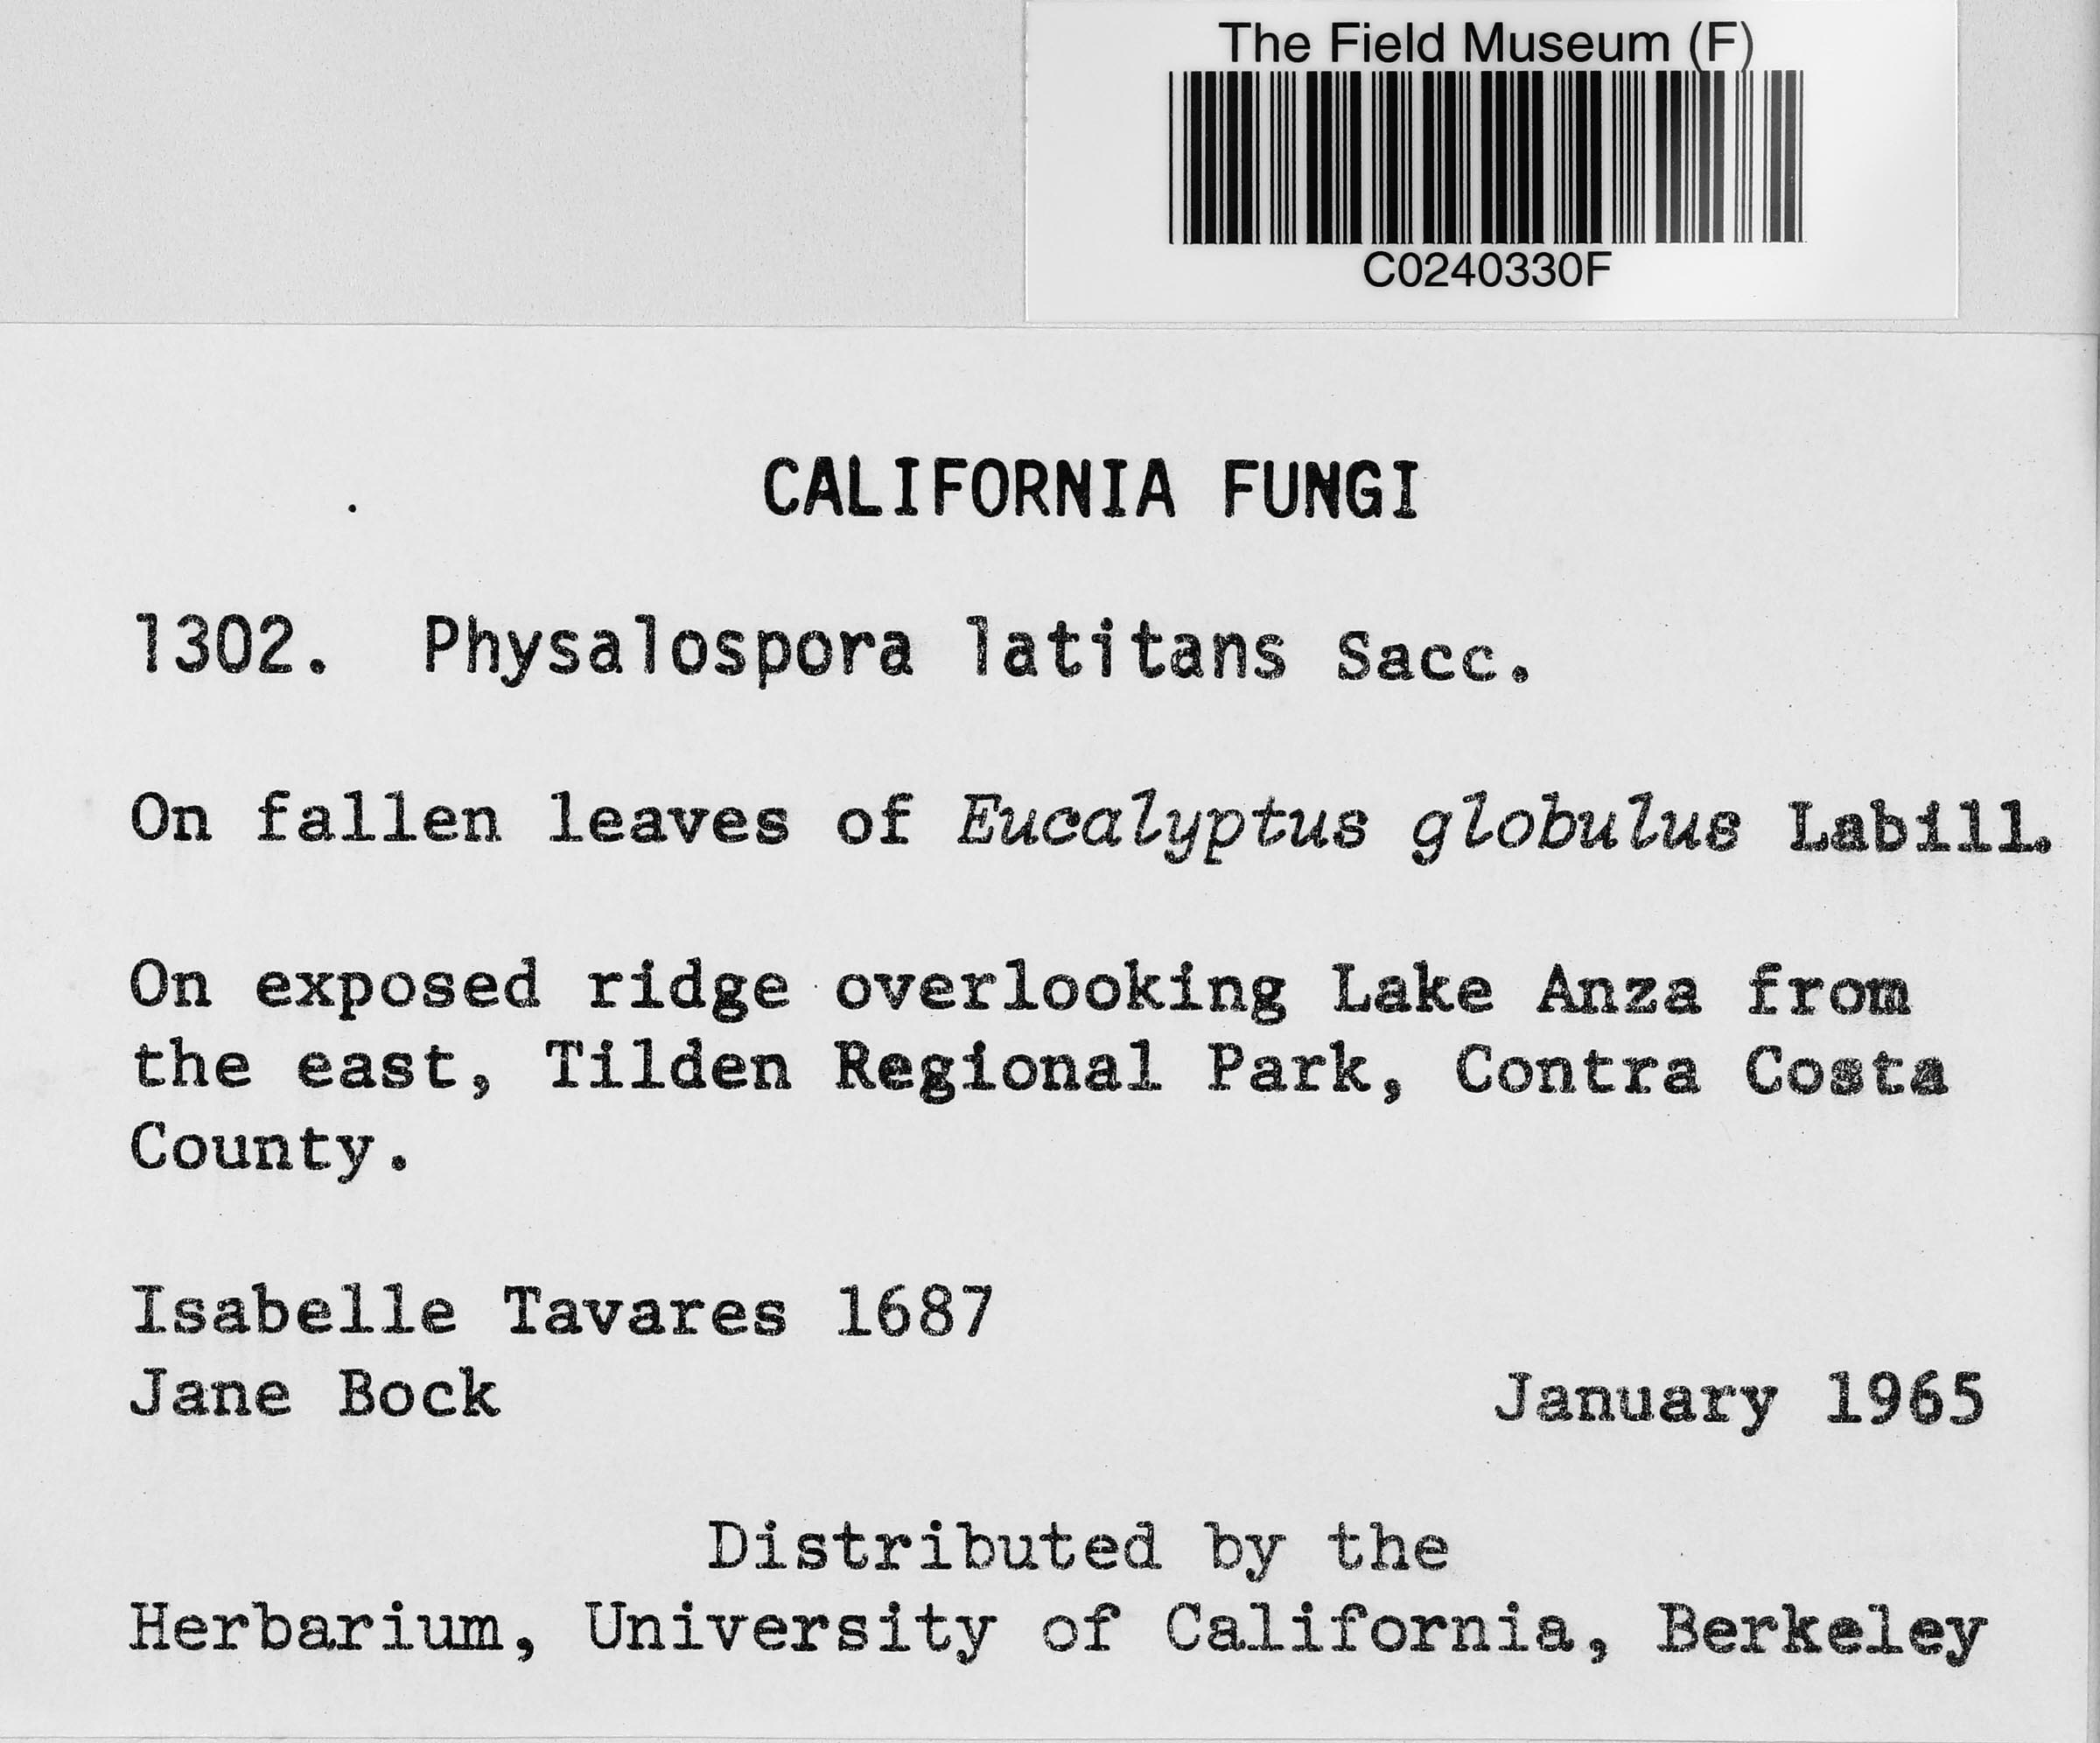 The Field Museum (F)
C0240330F
CALIFORNIA FUNGI
1302. Physalospora latitans Sacc.
On fallen leaves of Eucalyptus globulus Labill.
On exposed ridge overlooking Lake Anza from
the east, Tilden Regional Park, Contra Costa
County.
Isabelle Tavares 1687
Jane Bock
January 1965
Distributed by the
Herbarium, University of California, Berkeley